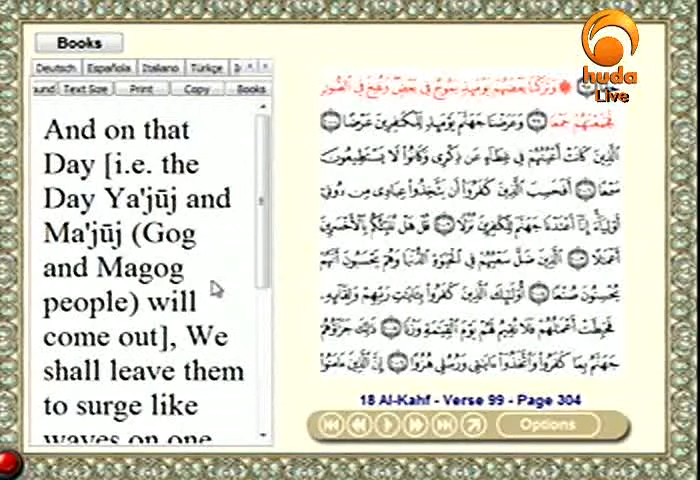 Books
huda
Live
Deutsch Española Italiano Türkçe
Text Size Print Copy Books
And on that
Day [i.e. the
Day Ya'jūj and
Ma'jūj (Gog
and Magog
people) will
come out], We
shall leave them
to surge like
waves on one
۞ وَتَرَكْنَا بَعْضَهُمْ يَوْمَئِذٍ يَمُوجُ فِي بَعْضٍ وَنُفِخَ فِي الصُّورِ
فَجَمَعْنَاهُمْ جَمْعًا ٩٩ وَعَرَضْنَا جَهَنَّمَ يَوْمَئِذٍ لِّلْكَافِرِينَ عَرْضًا ١٠٠
الَّذِينَ كَانَتْ أَعْيُنُهُمْ فِي غِطَاءٍ عَن ذِكْرِي وَكَانُوا لَا يَسْتَطِيعُونَ
سَمْعًا ١٠١ أَفَحَسِبَ الَّذِينَ كَفَرُوا أَن يَتَّخِذُوا عِبَادِي مِن دُونِي
أَوْلِيَاءَ إِنَّا أَعْتَدْنَا جَهَنَّمَ لِلْكَافِرِينَ نُزُلًا ١٠٢ قُلْ هَلْ نُنَبِّئُكُم بِالْأَخْسَرِينَ
أَعْمَالًا ١٠٣ الَّذِينَ ضَلَّ سَعْيُهُمْ فِي الْحَيَاةِ الدُّنْيَا وَهُمْ يَحْسَبُونَ أَنَّهُمْ
يُحْسِنُونَ صُنْعًا ١٠٤ أُولَٰئِكَ الَّذِينَ كَفَرُوا بِآيَاتِ رَبِّهِمْ وَلِقَائِهِ
فَحَبِطَتْ أَعْمَالُهُمْ فَلَا نُقِيمُ لَهُمْ يَوْمَ الْقِيَامَةِ وَزْنًا ١٠٥ ذَٰلِكَ جَزَاؤُهُمْ
جَهَنَّمُ بِمَا كَفَرُوا وَاتَّخَذُوا آيَاتِي وَرُسُلِي هُزُوًا ١٠٦ إِنَّ الَّذِينَ آمَنُوا
18 Al-Kahf - Verse 99 - Page 304
Options